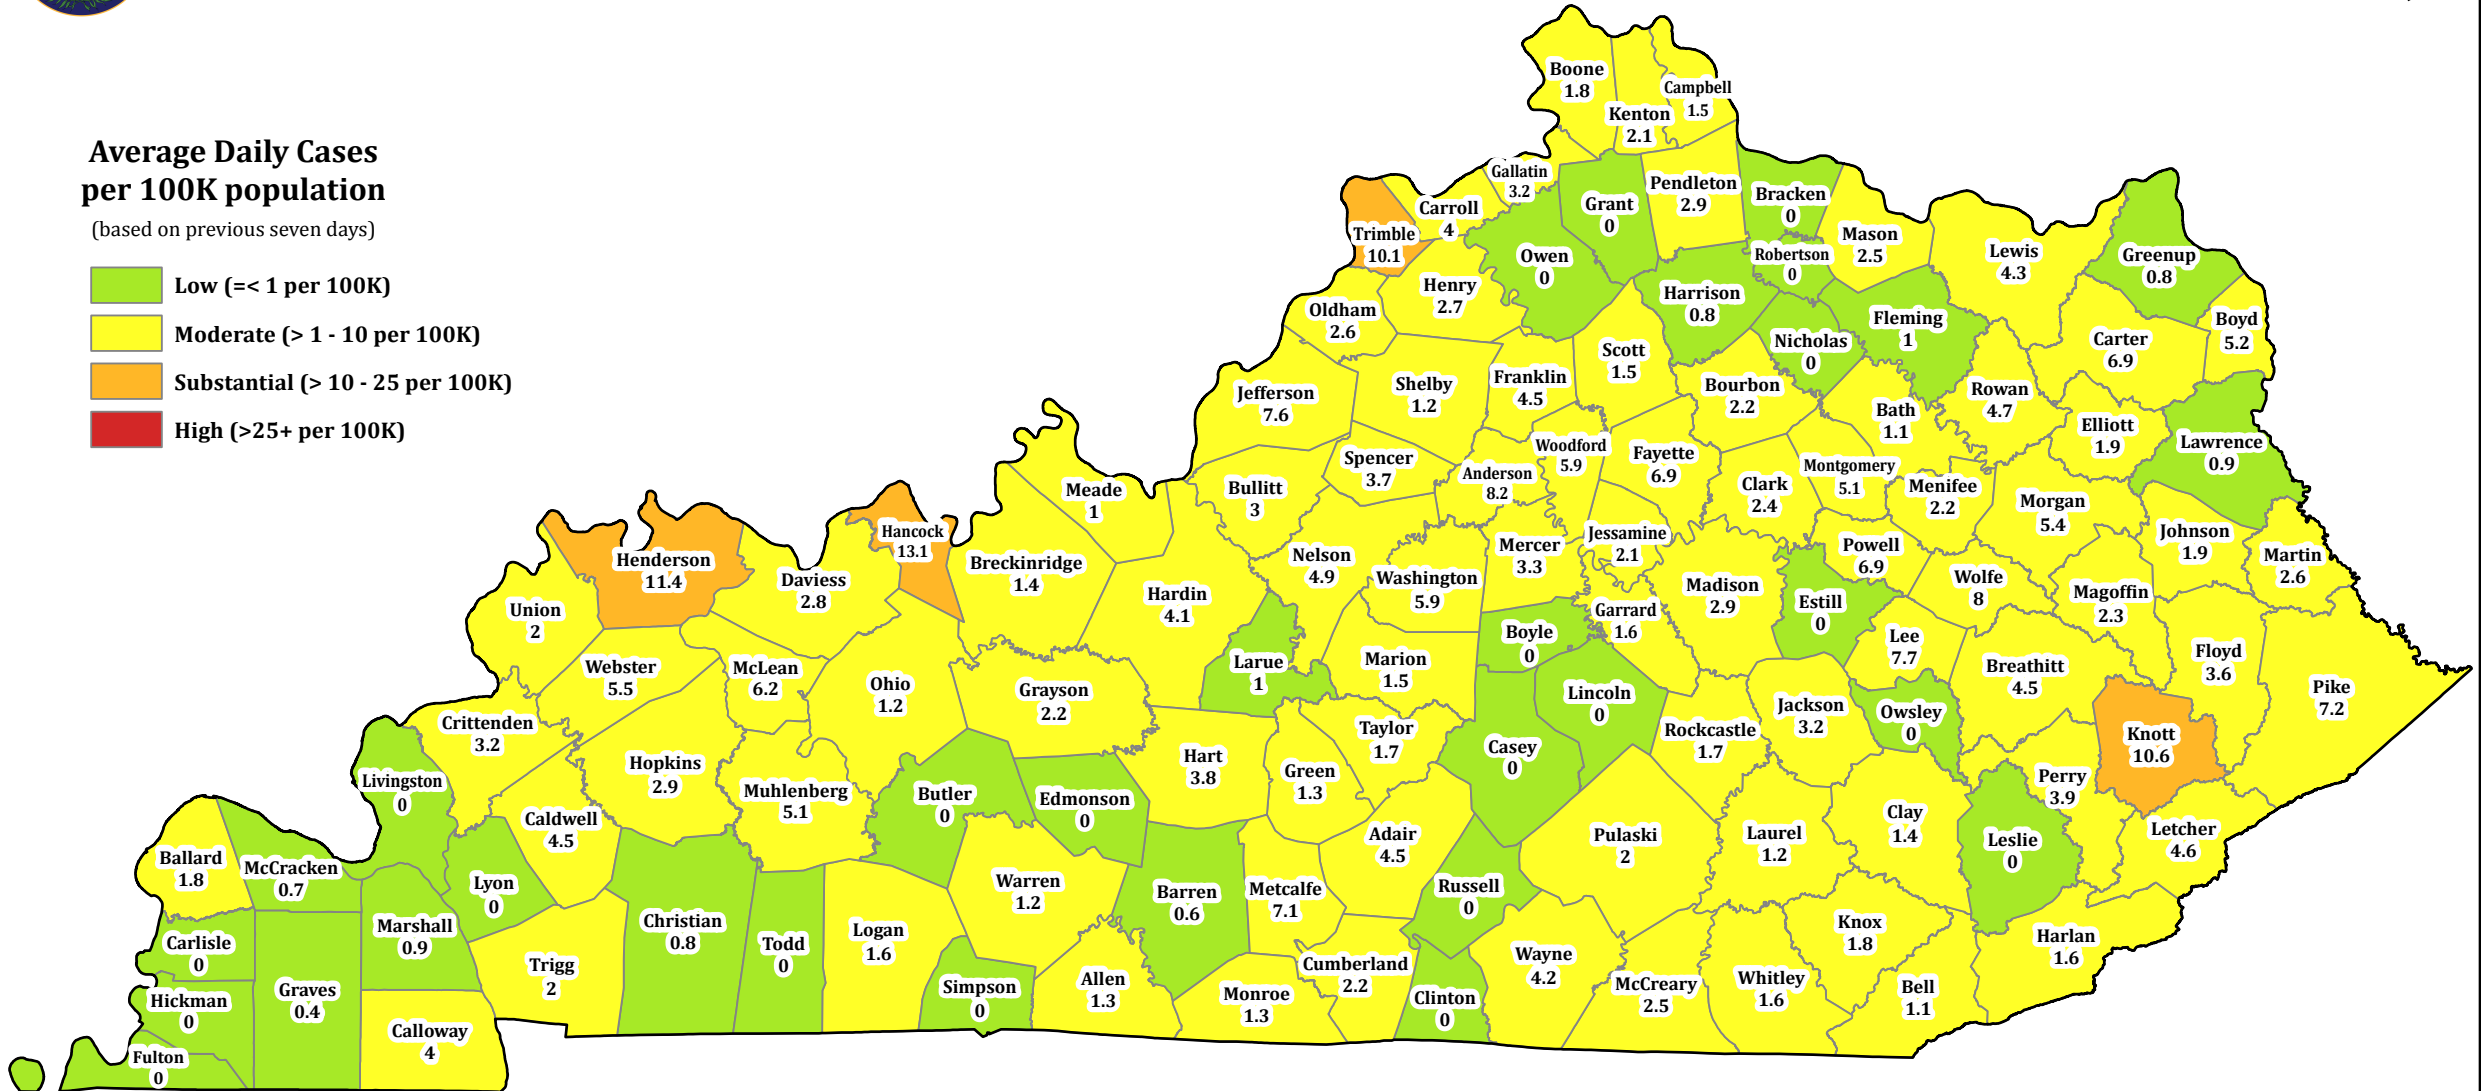 Average Daily Cases
per 100K population
(based on previous seven days)
Low (=< 1 per 100K)
Moderate (> 1 - 10 per 100K)
Substantial (> 10 - 25 per 100K)
High (>25+ per 100K)
Boone
1.8
Kenton
2.1
Campbell
1.5
Gallatin
3.2
Carroll
4
Trimble
10.1
Grant
0
Pendleton
2.9
Bracken
0
Robertson
0
Mason
2.5
Lewis
4.3
Greenup
0.8
Owen
0
Henry
2.7
Oldham
2.6
Harrison
0.8
Nicholas
0
Fleming
1
Carter
6.9
Boyd
5.2
Jefferson
7.6
Shelby
1.2
Franklin
4.5
Scott
1.5
Bourbon
2.2
Bath
1.1
Rowan
4.7
Elliott
1.9
Lawrence
0.9
Bullitt
3
Spencer
3.7
Anderson
8.2
Woodford
5.9
Fayette
6.9
Clark
2.4
Montgomery
5.1
Menifee
2.2
Morgan
5.4
Johnson
1.9
Martin
2.6
Meade
1
Hancock
13.1
Henderson
11.4
Daviess
2.8
Breckinridge
1.4
Hardin
4.1
Nelson
4.9
Washington
5.9
Mercer
3.3
Jessamine
2.1
Garrard
1.6
Madison
2.9
Estill
0
Powell
6.9
Wolfe
8
Magoffin
2.3
Union
2
Webster
5.5
McLean
6.2
Ohio
1.2
Grayson
2.2
Larue
1
Marion
1.5
Boyle
0
Lincoln
0
Lee
7.7
Breathitt
4.5
Floyd
3.6
Pike
7.2
Crittenden
3.2
Livingston
0
Hopkins
2.9
Muhlenberg
5.1
Butler
0
Edmonson
0
Hart
3.8
Green
1.3
Taylor
1.7
Casey
0
Rockcastle
1.7
Jackson
3.2
Owsley
0
Perry
3.9
Knott
10.6
Ballard
1.8
McCracken
0.7
Lyon
0
Caldwell
4.5
Warren
1.2
Barren
0.6
Metcalfe
7.1
Adair
4.5
Russell
0
Pulaski
2
Laurel
1.2
Clay
1.4
Leslie
0
Letcher
4.6
Carlisle
0
Hickman
0
Fulton
0
Graves
0.4
Marshall
0.9
Calloway
4
Trigg
2
Christian
0.8
Todd
0
Logan
1.6
Simpson
0
Allen
1.3
Monroe
1.3
Cumberland
2.2
Clinton
0
Wayne
4.2
McCreary
2.5
Whitley
1.6
Knox
1.8
Bell
1.1
Harlan
1.6